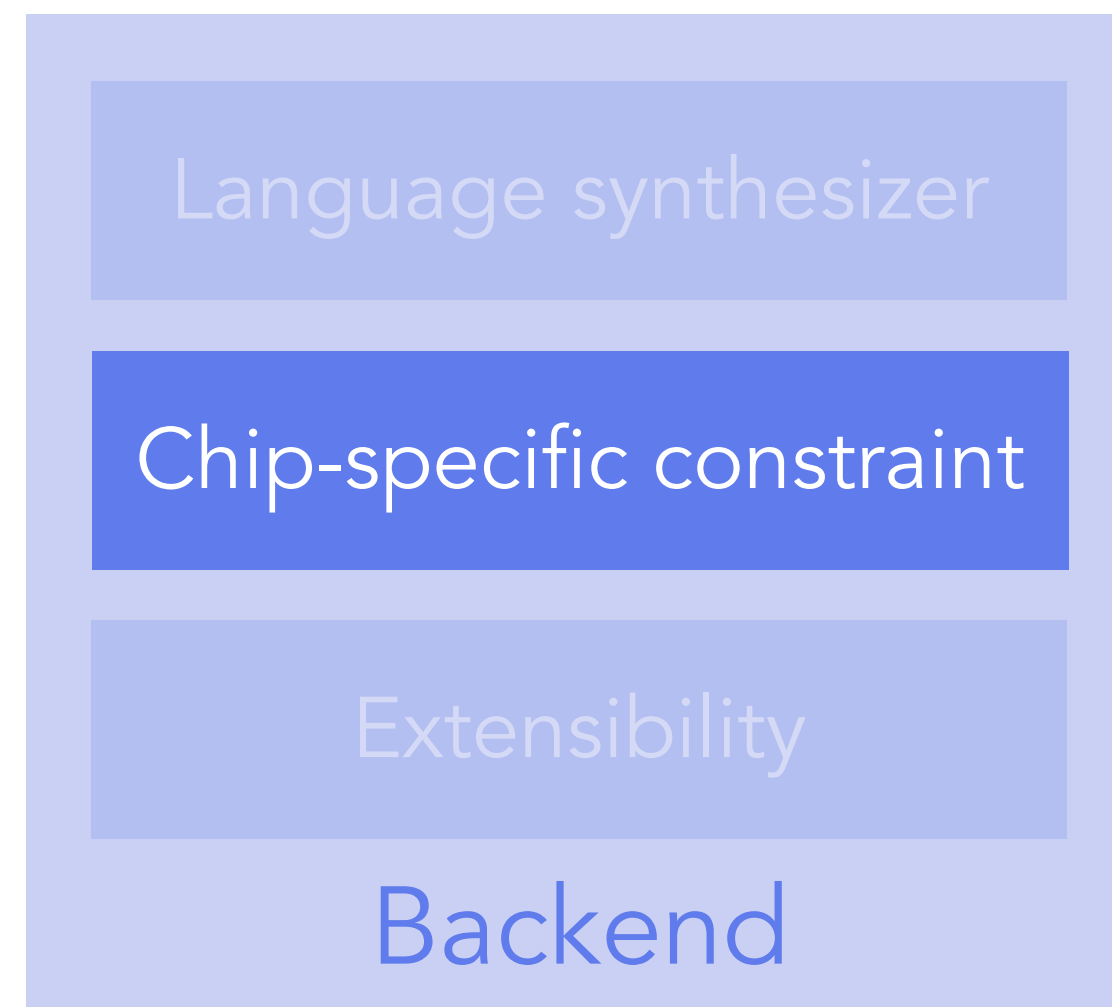 Language synthesizer
Chip-specific constraint
Extensibility
Backend